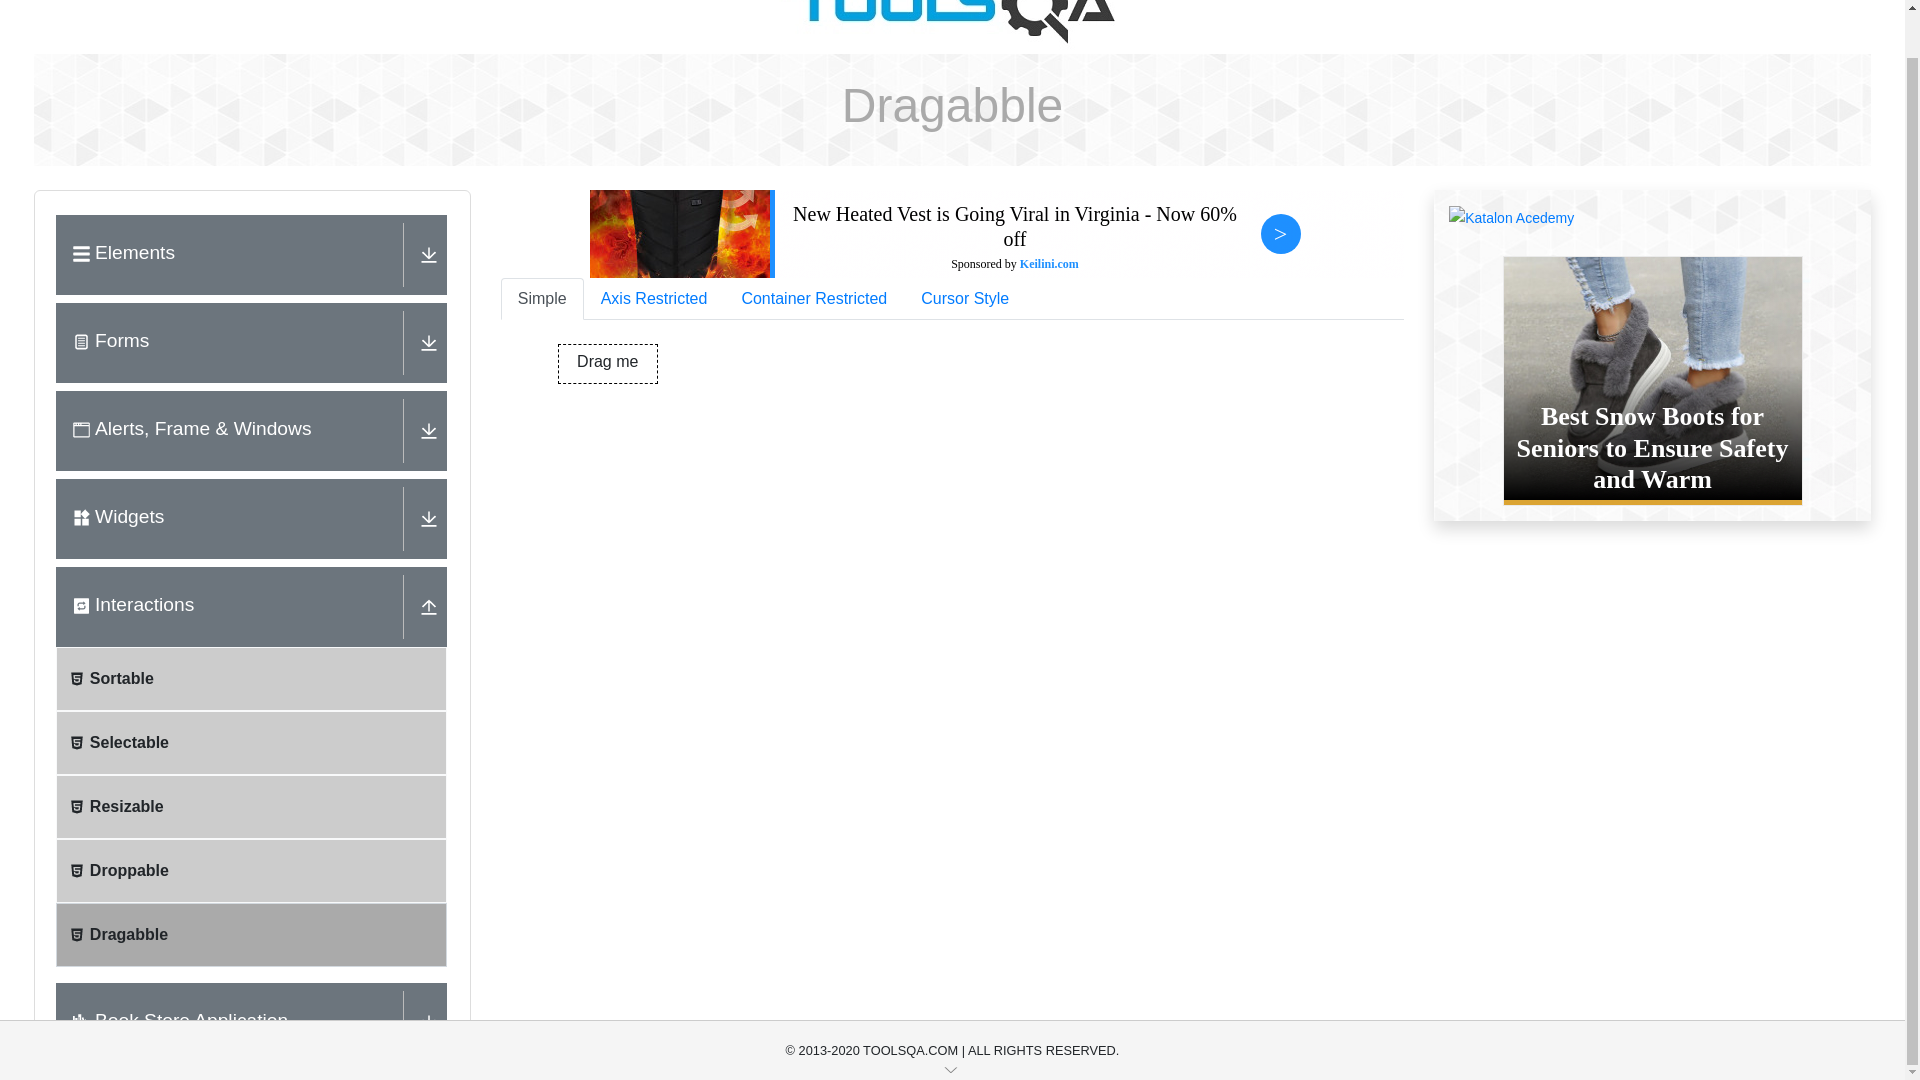 TOOLSQA
Dragabble
Elements
Forms
Alerts, Frame & Windows
Widgets
Interactions
Sortable
Selectable
Resizable
Droppable
Dragabble
Book Store Application
New Heated Vest is Going Viral in Virginia - Now 60%
off
Sponsored by Keilini.com
>
Simple
Axis Restricted
Container Restricted
Cursor Style
Drag me
Katalon Acedemy
Best Snow Boots for
Seniors to Ensure Safety
and Warm
© 2013-2020 TOOLSQA.COM | ALL RIGHTS RESERVED.